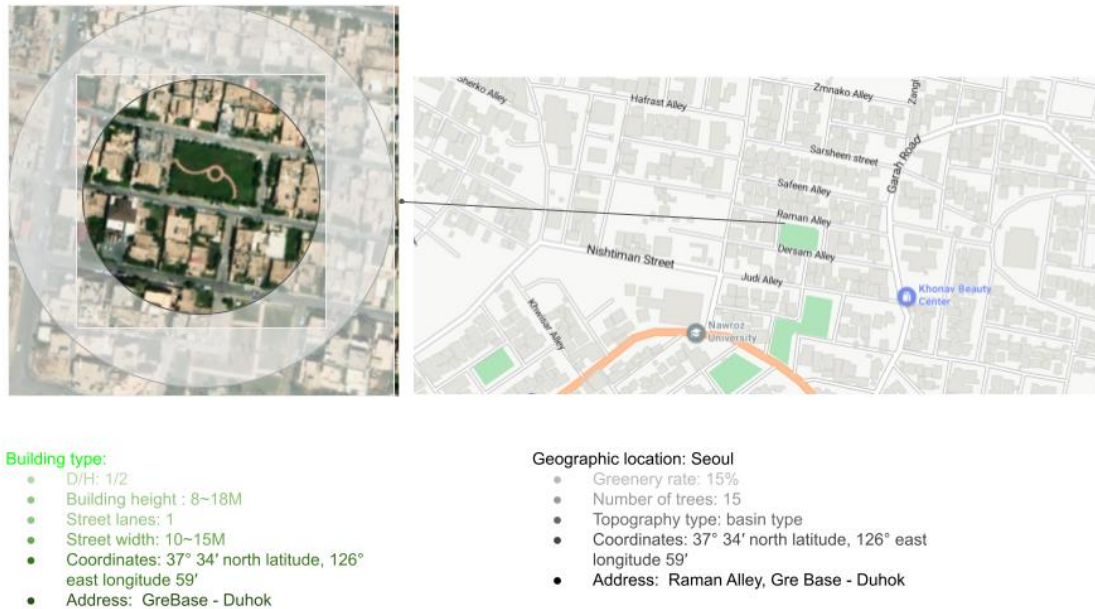 Sherko Alley
Hafrast Alley
Zmnako Alley
Zangi
Sarsheen street
Garah Road
Safeen Alley
Raman Alley
Dersam Alley
Nishtiman Street
Judi Alley
Khonav Beauty
Center
Khwisar Alley
Nawroz
University
Building type:
● D/H: 1/2
● Building height : 8~18M
● Street lanes: 1
● Street width: 10~15M
● Coordinates: 37° 34′ north latitude, 126°
east longitude 59′
● Address: GreBase - Duhok
Geographic location: Seoul
● Greenery rate: 15%
● Number of trees: 15
● Topography type: basin type
● Coordinates: 37° 34′ north latitude, 126° east
longitude 59′
● Address: Raman Alley, Gre Base - Duhok